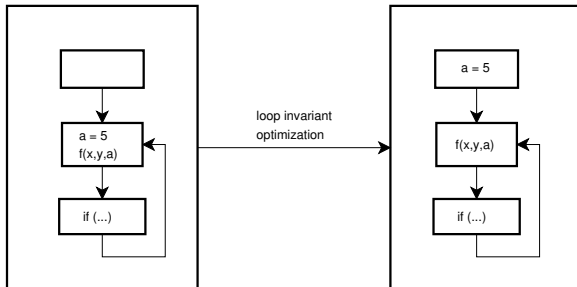 a = 5
f(x,y,a)
if (...)
loop invariant
optimization
a = 5
f(x,y,a)
if (...)